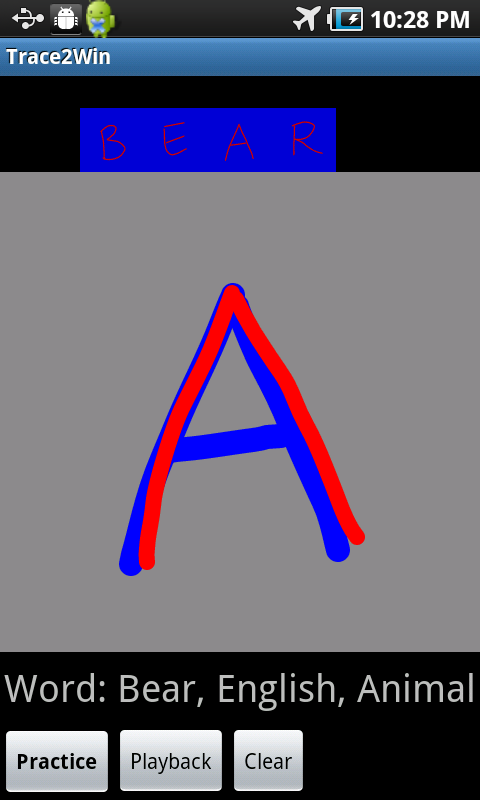 10:28 PM
Trace2Win
B E A R
A
Word: Bear, English, Animal
Practice Playback Clear